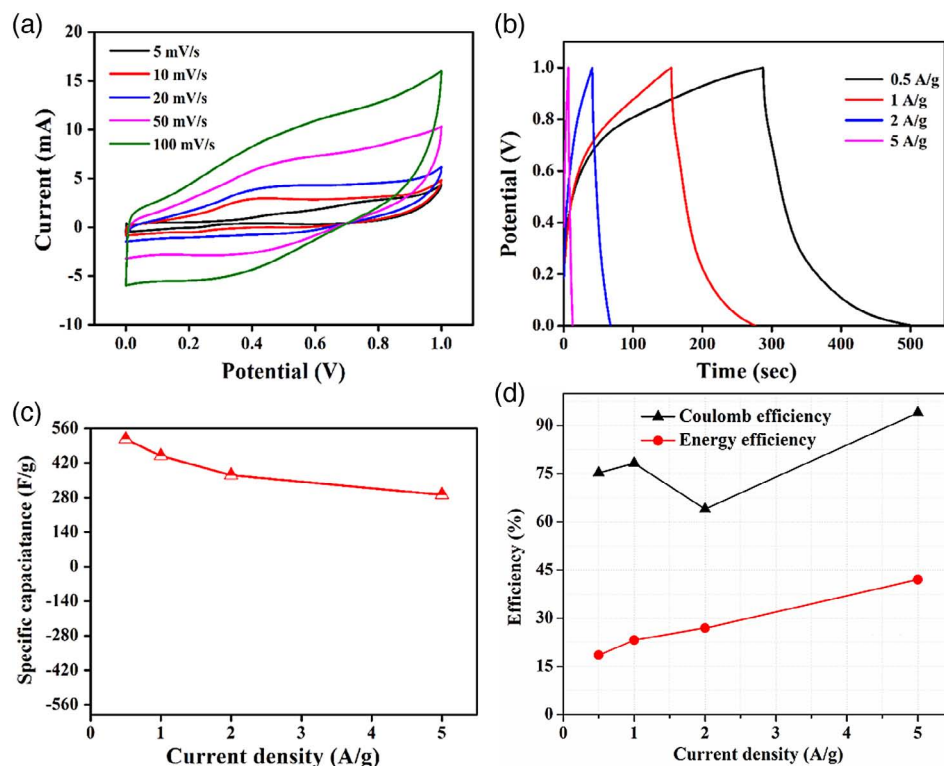 (a)
20
15
10
5
0
-5
-10
Current (mA)
5 mV/s
10 mV/s
20 mV/s
50 mV/s
100 mV/s
0.0 0.2 0.4 0.6 0.8 1.0
Potential (V)
(b)
1.0
0.8
0.6
0.4
0.2
0.0
Potential (V)
0.5 A/g
1 A/g
2 A/g
5 A/g
0 100 200 300 400 500
Time (sec)
(c)
560
420
280
140
0
-140
-280
-420
-560
Specific capaciatance (F/g)
0 1 2 3 4 5
Current density (A/g)
(d)
90
75
60
45
30
15
0
Efficiency (%)
Coulomb efficiency
Energy efficiency
0 1 2 3 4 5
Current density (A/g)